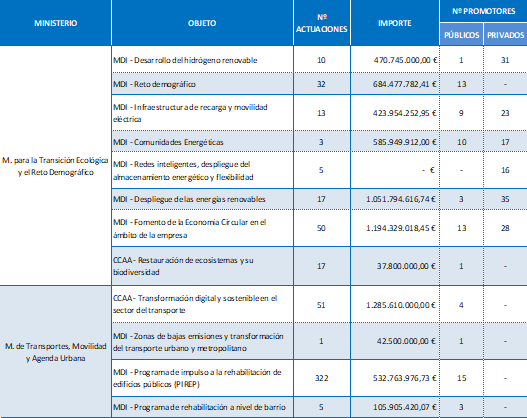 MINISTERIO OBJETO Nº ACTUACIONES IMPORTE Nº PROMOTORES
PÚBLICOS PRIVADOS
M. para la Transición Ecológica
y el Reto Demográfico
MDI - Desarrollo del hidrógeno renovable 10 470.745.000,00 € 1 31
MDI - Reto demográfico 32 684.477.782,41 € 13 -
MDI - Infraestructura de recarga y movilidad
eléctrica 13 423.954.252,95 € 9 23
MDI - Comunidades Energéticas 3 585.949.912,00 € 10 17
MDI - Redes inteligentes, despliegue del
almacenamiento energético y flexibilidad 5 - € - 16
MDI - Despliegue de las energías renovables 17 1.051.794.616,74 € 3 35
MDI - Fomento de la Economía Circular en el
ámbito de la empresa 50 1.194.329.018,45 € 13 28
CCAA - Restauración de ecosistemas y su
biodiversidad 17 37.800.000,00 € 1 -
M. de Transportes, Movilidad
y Agenda Urbana
CCAA - Transformación digital y sostenible en el
sector del transporte 51 1.285.610.000,00 € 4 -
MDI - Zonas de bajas emisiones y transformación
del transporte urbano y metropolitano 1 42.500.000,00 € 1 -
MDI - Programa de impulso a la rehabilitación de
edificios públicos (PIREP) 322 532.763.976,73 € 15 -
MDI - Programa de rehabilitación a nivel de barrio 5 105.905.420,07 € 3 -